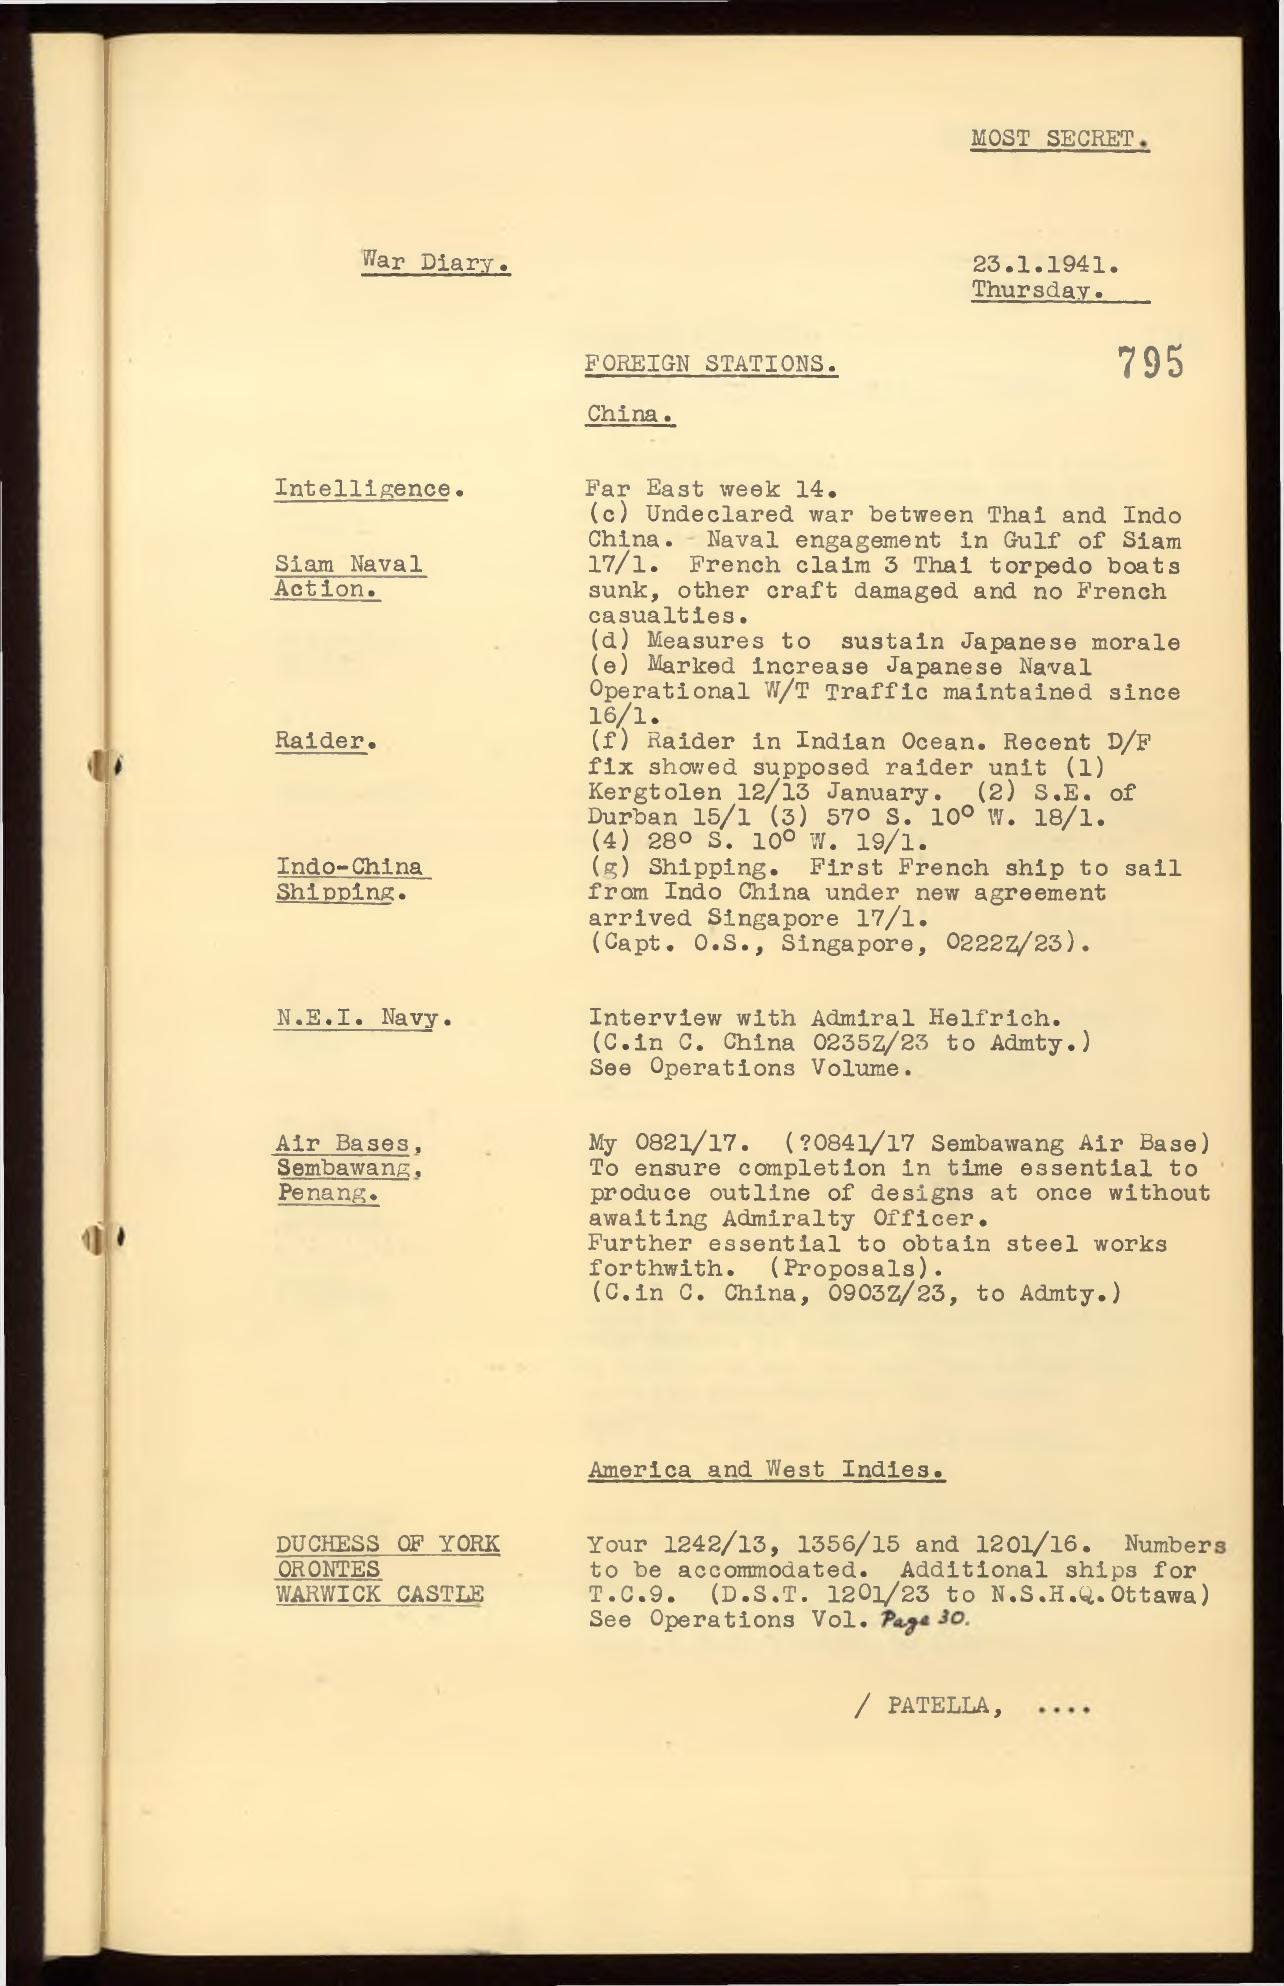 MOST SECRET.
War Diary.
23.1.1941.
Thursday.
FOREIGN STATIONS.
795
China.
Intelligence.
Far East week 14.
(c) Undeclared war between Thai and Indo
China. Naval engagement in Gulf of Siam
Siam Naval
Action.
17/1. French claim 3 Thai torpedo boats
sunk, other craft damaged and no French
casualties.
(d) Measures to sustain Japanese morale
(e) Marked increase Japanese Naval
Operational W/T Traffic maintained since
16/1.
Raider.
(f) Raider in Indian Ocean. Recent D/F
fix showed supposed raider unit (1)
Kergtolen 12/13 January. (2) S.E. of
Durban 15/1 (3) 57° S. 10° W. 18/1.
(4) 28° S. 10° W. 19/1.
Indo-China
Shipping.
(g) Shipping. First French ship to sail
from Indo China under new agreement
arrived Singapore 17/1.
(Capt. O.S., Singapore, 0222Z/23).
N.E.I. Navy.
Interview with Admiral Helfrich.
(C.in C. China 0235Z/23 to Admty.)
See Operations Volume.
Air Bases,
Sembawang,
Penang.
My 0821/17. (?0841/17 Sembawang Air Base)
To ensure completion in time essential to
produce outline of designs at once without
awaiting Admiralty Officer.
Further essential to obtain steel works
forthwith. (Proposals).
(C.in C. China, 0903Z/23, to Admty.)
America and West Indies.
DUCHESS OF YORK
ORONTES
WARWICK CASTLE
Your 1242/13, 1356/15 and 1201/16. Numbers
to be accommodated. Additional ships for
T.C.9. (D.S.T. 1201/23 to N.S.H.Q.Ottawa)
See Operations Vol. Page 30.
/ PATELLA, ....